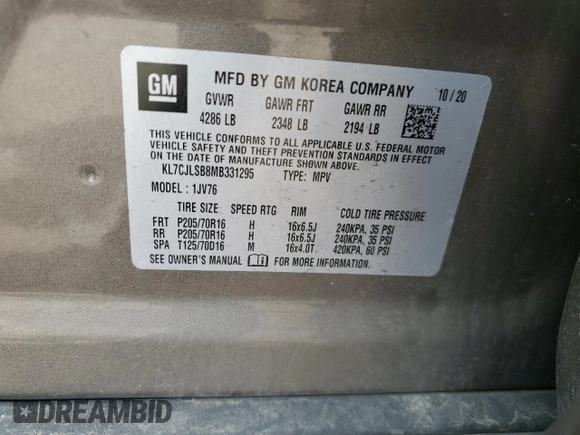 GM
MFD BY GM KOREA COMPANY 10/20
GVWR GAWR FRT GAWR RR
4286 LB 2348 LB 2194 LB
THIS VEHICLE CONFORMS TO ALL APPLICABLE U.S. FEDERAL MOTOR
VEHICLE SAFETY AND THEFT PREVENTION STANDARDS IN EFFECT ON
THE DATE OF MANUFACTURE SHOWN ABOVE.
KL7CJLSB8MB331295 TYPE: MPV
MODEL : 1JV76
TIRE SIZE SPEED RTG RIM COLD TIRE PRESSURE
FRT P205/70R16 H 16x6.5J 240KPA, 35 PSI
RR P205/70R16 H 16x6.5J 240KPA, 35 PSI
SPA T125/70D16 M 16x4.0T 420KPA, 60 PSI
SEE OWNER'S MANUAL FOR MORE INFORMATION.
DREAMBID